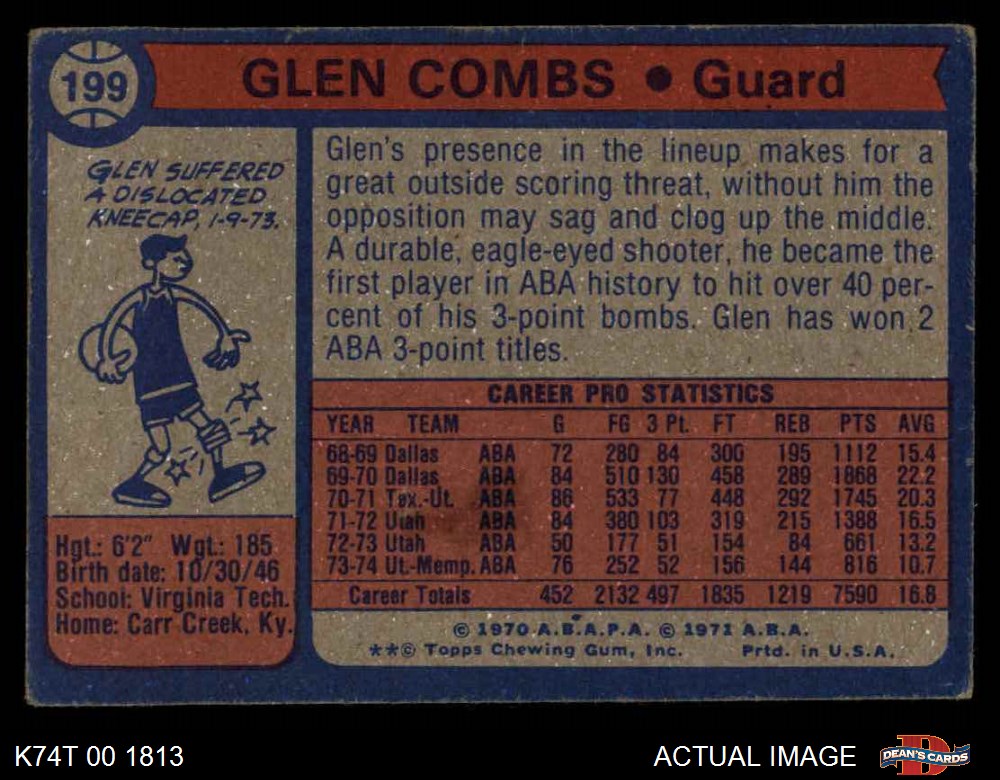 199
GLEN COMBS • Guard
GLEN SUFFERED
A DISLOCATED
KNEECAP, 1-9-73.
Glen's presence in the lineup makes for a
great outside scoring threat, without him the
opposition may sag and clog up the middle.
A durable, eagle-eyed shooter, he became the
first player in ABA history to hit over 40 per-
cent of his 3-point bombs. Glen has won 2
ABA 3-point titles.
CAREER PRO STATISTICS
YEAR TEAM G FG 3 Pt. FT REB PTS AVG
68-69 Dallas ABA 72 280 84 300 195 1112 15.4
69-70 Dallas ABA 84 510 130 458 289 1868 22.2
70-71 Tex.-Ut. ABA 86 533 77 448 292 1745 20.3
71-72 Utah ABA 84 380 103 319 215 1388 16.5
72-73 Utah ABA 50 177 51 154 84 661 13.2
73-74 Ut.-Memp. ABA 76 252 52 156 144 816 10.7
Career Totals 452 2132 497 1835 1219 7590 16.8
Hgt.: 6'2" Wgt.: 185
Birth date: 10/30/46
School: Virginia Tech.
Home: Carr Creek, Ky.
© 1970 A.B.A.P.A. © 1971 A.B.A.
**© Topps Chewing Gum, Inc. Prtd. in U.S.A.
K74T 00 1813
ACTUAL IMAGE
D
DEAN'S CARDS